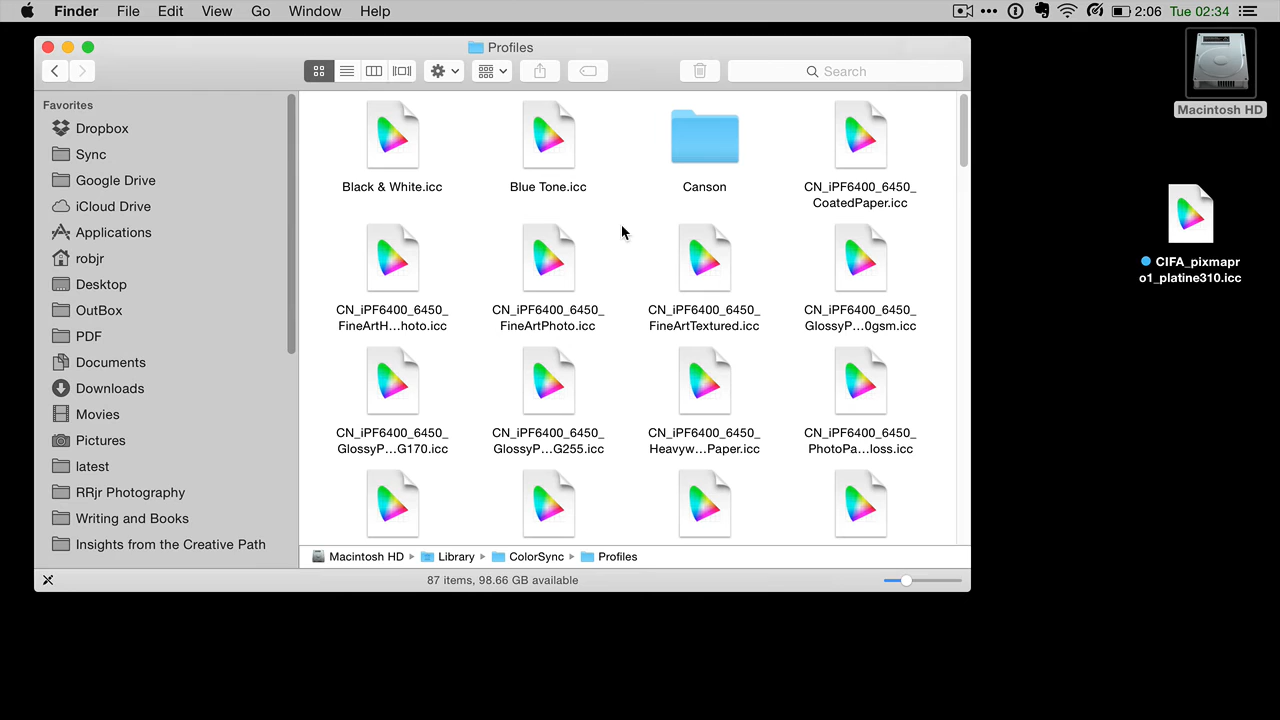 Finder File Edit View Go Window Help 2:06 Tue 02:34
Profiles
Search
Favorites
Dropbox
Sync
Google Drive
iCloud Drive
Applications
robjr
Desktop
OutBox
PDF
Documents
Downloads
Movies
Pictures
latest
RRjr Photography
Writing and Books
Insights from the Creative Path
Black & White.icc
Blue Tone.icc
Canson
CN_iPF6400_6450_
CoatedPaper.icc
CN_iPF6400_6450_
FineArtH...hoto.icc
CN_iPF6400_6450_
FineArtPhoto.icc
CN_iPF6400_6450_
FineArtTextured.icc
CN_iPF6400_6450_
GlossyP...0gsm.icc
CN_iPF6400_6450_
GlossyP...G170.icc
CN_iPF6400_6450_
GlossyP...G255.icc
CN_iPF6400_6450_
Heavyw...Paper.icc
CN_iPF6400_6450_
PhotoPa...loss.icc
Macintosh HD Library ColorSync Profiles
87 items, 98.66 GB available
Macintosh HD
CIFA_pixmapr
o1_platine310.icc